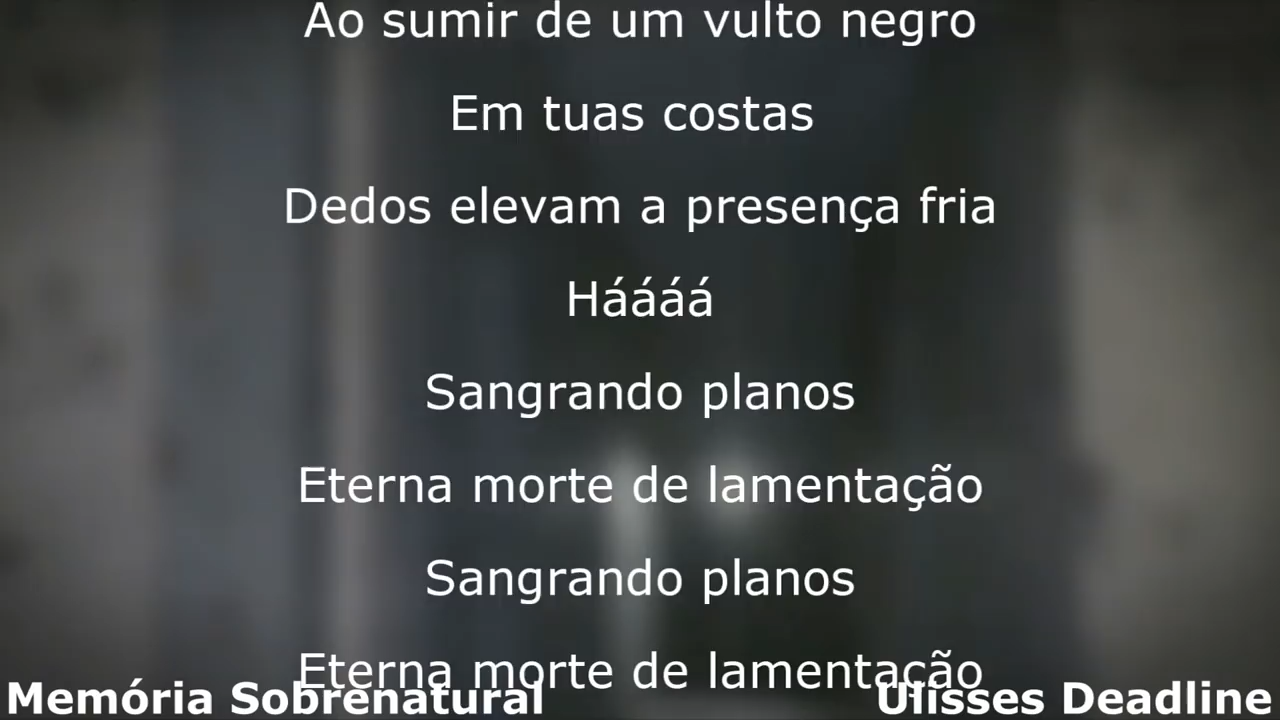 Ao sumir de um vulto negro
Em tuas costas
Dedos elevam a presença fria
Háááá
Sangrando planos
Eterna morte de lamentação
Sangrando planos
Eterna morte de lamentação
Memória Sobrenatural
Ulisses Deadline